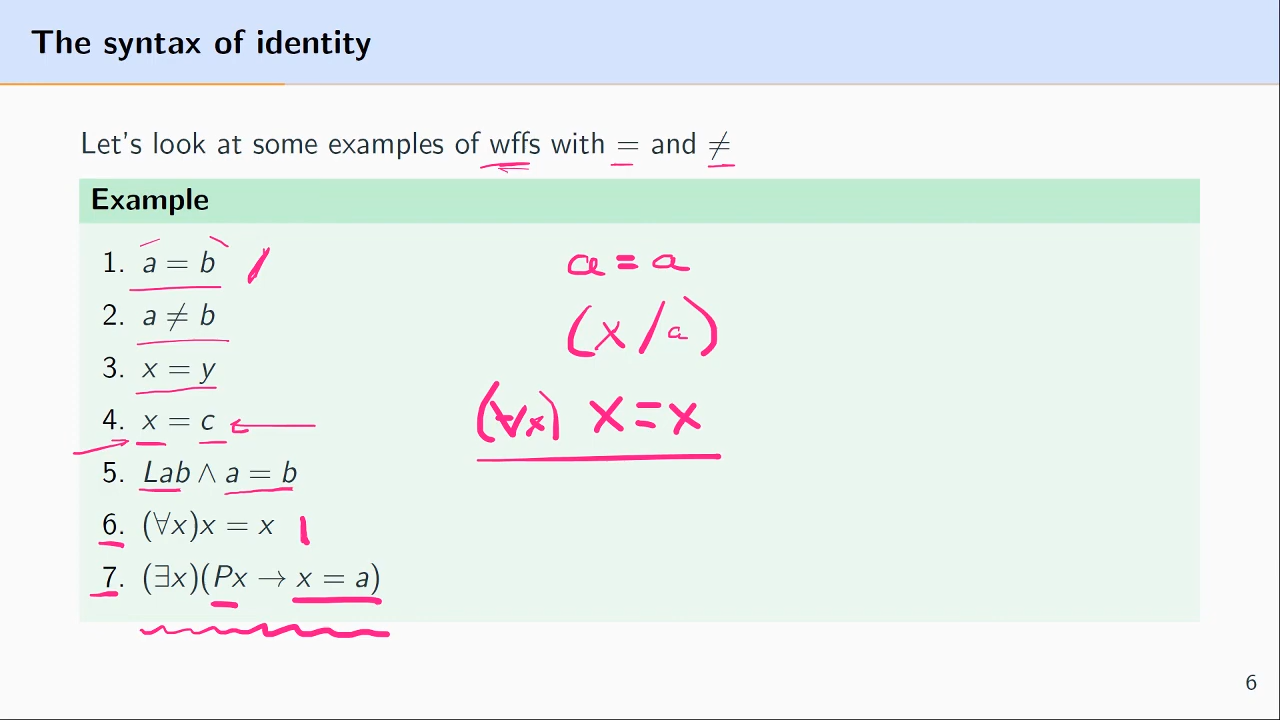 The syntax of identity
Let's look at some examples of wffs with = and ≠
Example
1. a = b
2. a ≠ b
3. x = y
4. x = c
5. Lab ∧ a = b
6. (∀x)x = x
7. (∃x)(Px → x = a)
a = a
(x/a)
(∀x) x = x
6